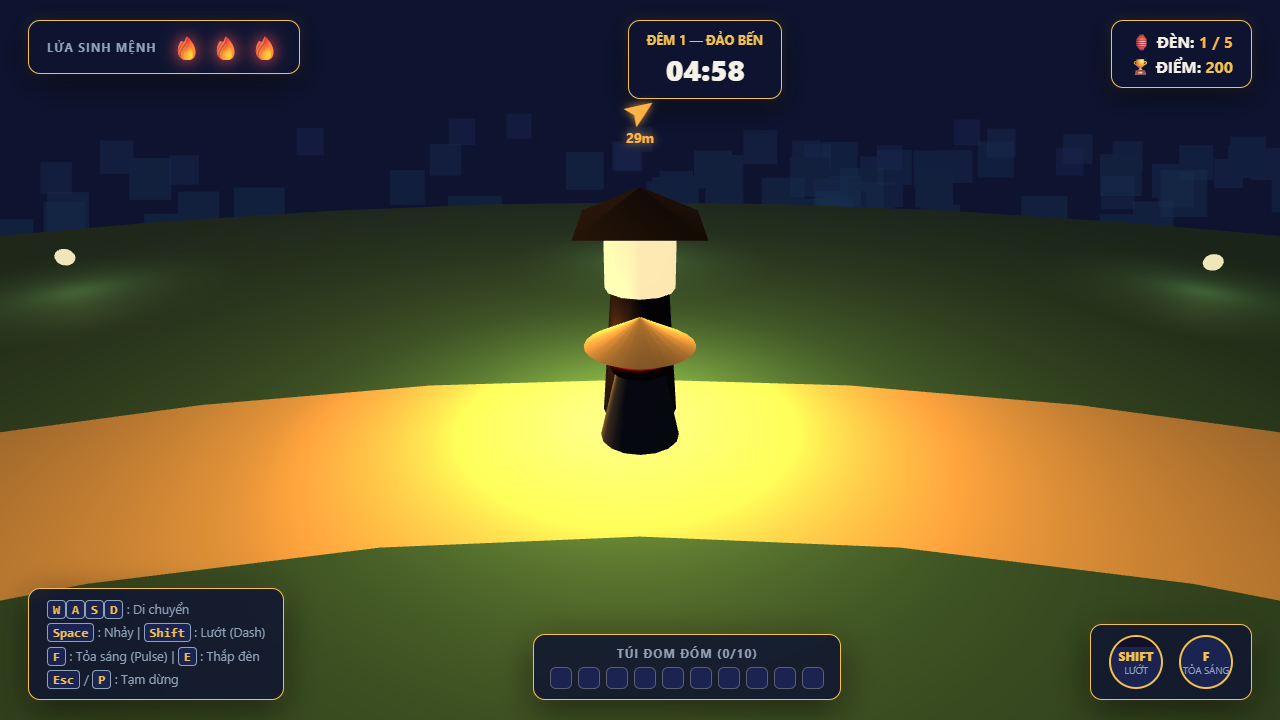 LỬA SINH MỆNH
ĐÊM 1 — ĐẢO BẾN
04:58
ĐÈN: 1 / 5
ĐIỂM: 200
29m
W A S D : Di chuyển
Space : Nhảy | Shift : Lướt (Dash)
F : Tỏa sáng (Pulse) | E : Thắp đèn
Esc / P : Tạm dừng
TÚI ĐOM ĐÓM (0/10)
SHIFT
LƯỚT
F
TỎA SÁNG